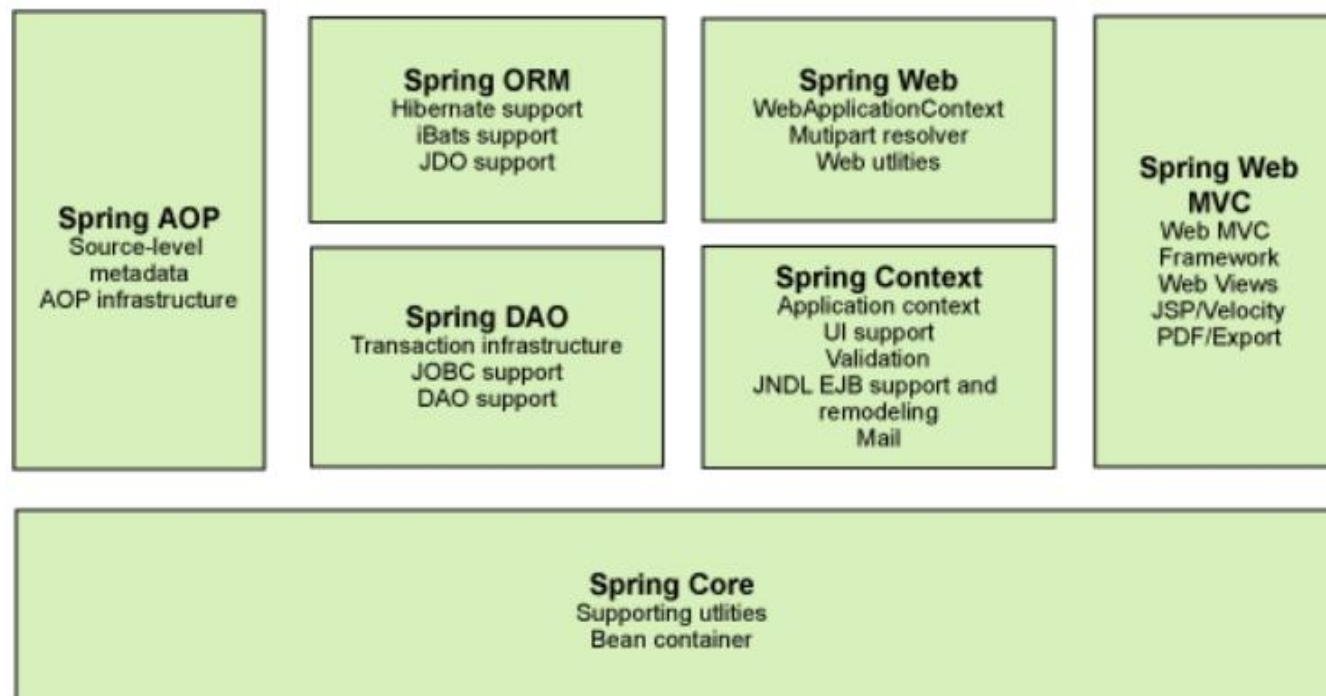 Spring AOP
Source-level
metadata
AOP infrastructure
Spring ORM
Hibernate support
iBats support
JDO support
Spring DAO
Transaction infrastructure
JOBC support
DAO support
Spring Web
WebApplicationContext
Mutipart resolver
Web utlities
Spring Context
Application context
UI support
Validation
JNDL EJB support and
remodeling
Mail
Spring Web
MVC
Web MVC
Framework
Web Views
JSP/Velocity
PDF/Export
Spring Core
Supporting utlities
Bean container